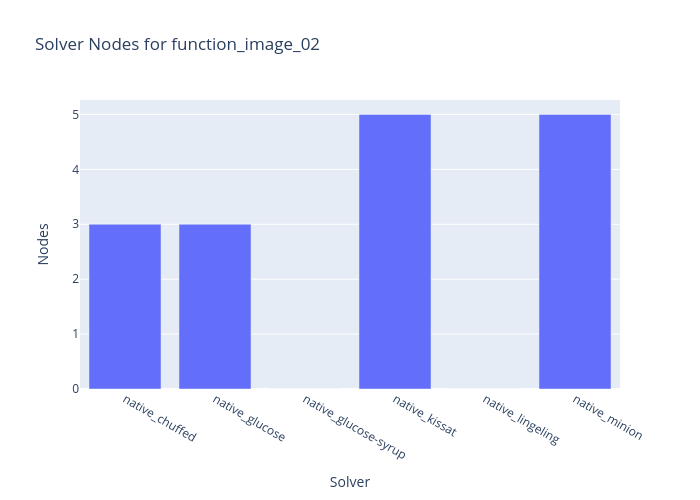 Solver Nodes for function_image_02
5
4
3
2
1
0
Nodes
native_chuffed
native_glucose
native_glucose-syrup
native_kissat
native_lingeling
native_minion
Solver